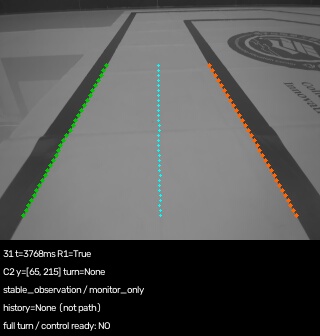 31 t=3768ms R1=True
C2 y=[65, 215] turn=None
stable_observation / monitor_only
history=None (not path)
full turn / control ready: NO